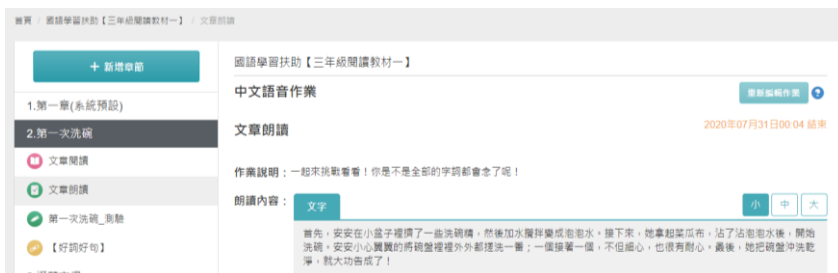 首頁 / 國語學習扶助【三年級閱讀教材一】 / 文章朗讀
+ 新增章節
1.第一章(系統預設)
2.第一次洗碗
文章閱讀
文章朗讀
第一次洗碗_測驗
【好詞好句】
國語學習扶助【三年級閱讀教材一】
中文語音作業
重新編輯作業 ?
文章朗讀
2020年07月31日00:04 結束
作業說明：一起來挑戰看看！你是不是全部的字詞都會念了呢！
朗讀內容：
文字
小 中 大
首先，安安在小盆子裡擠了一些洗碗精，然後加水攪拌變成泡泡水。接下來，她拿起菜瓜布，沾了沾泡泡水後，開始
洗碗。安安小心翼翼的將碗盤裡裡外外都搓洗一番；一個接著一個，不但細心，也很有耐心。最後，她把碗盤沖洗乾
淨，就大功告成了！